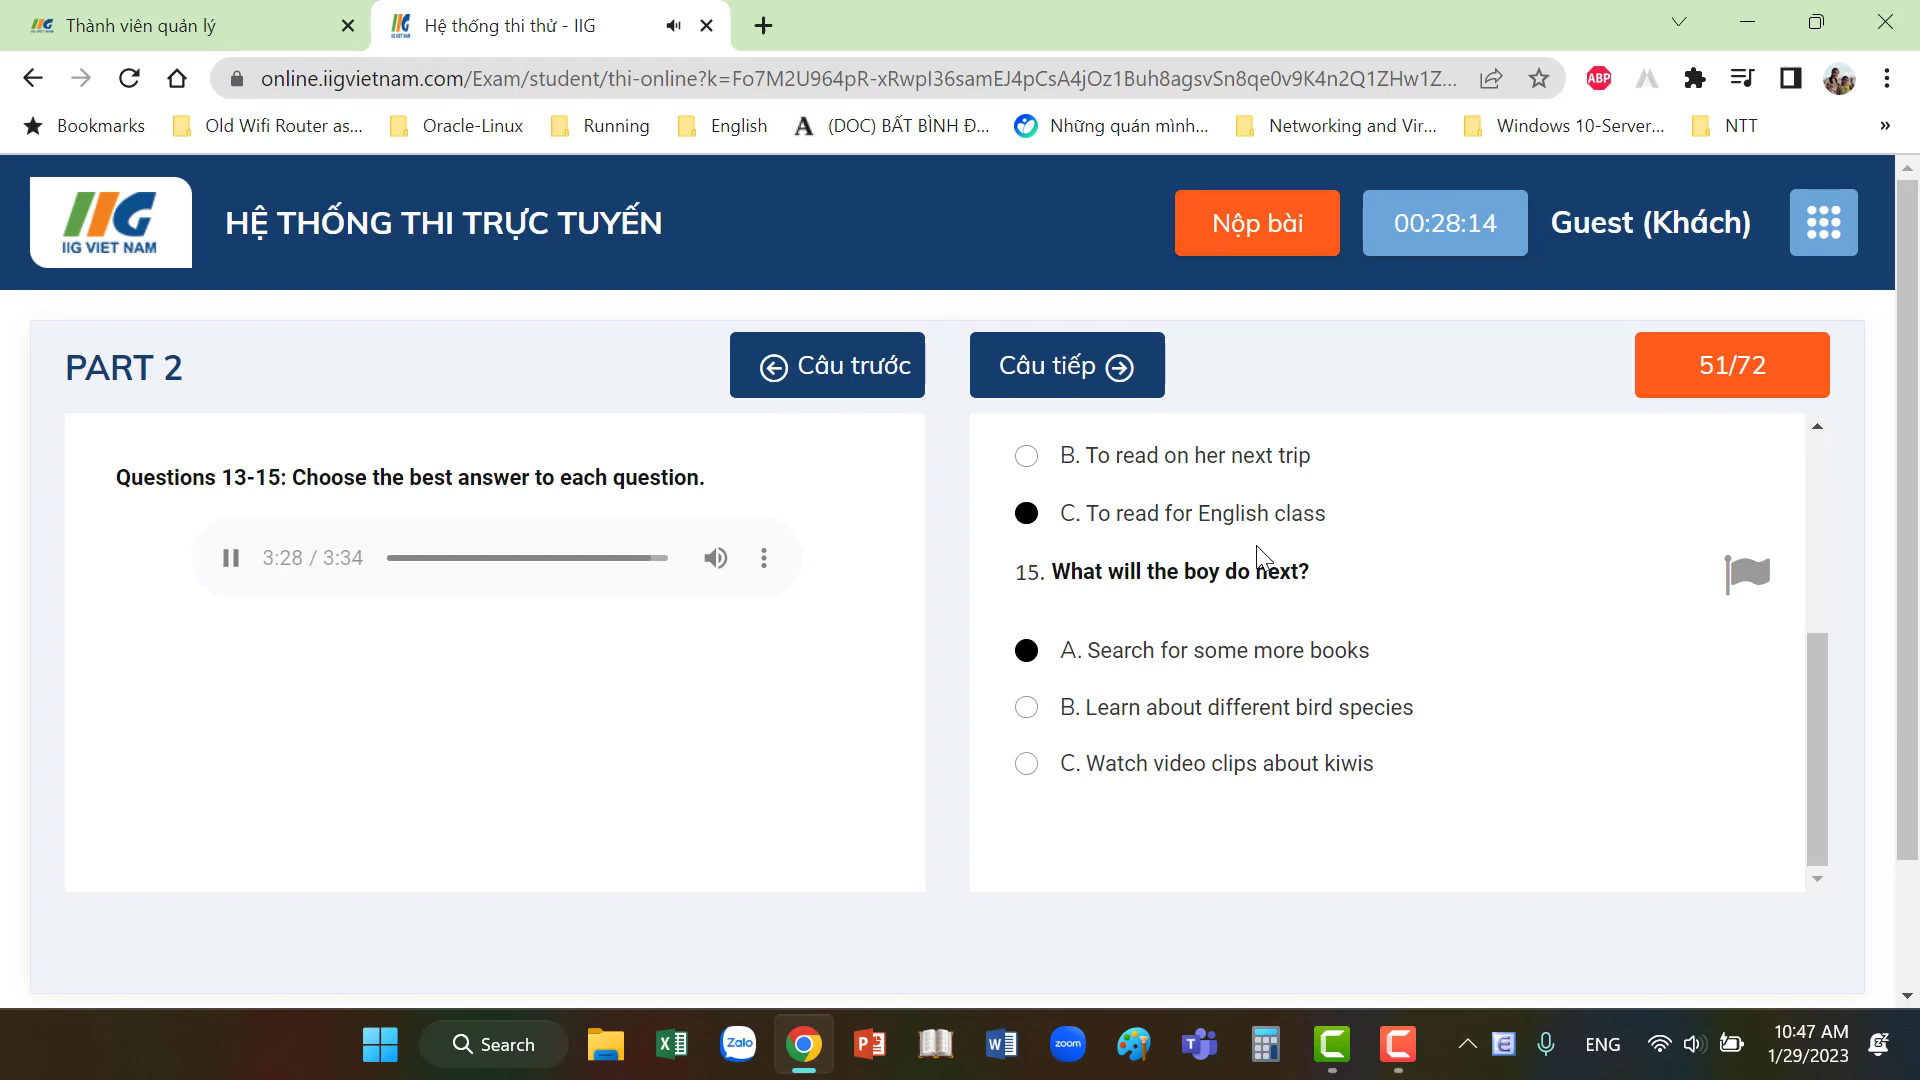 Thành viên quản lý
Hệ thống thi thử - IIG
online.iigvietnam.com/Exam/student/thi-online?k=Fo7M2U964pR-xRwpI36samEJ4pCsA4jOz1Buh8agsvSn8qe0v9K4n2Q1ZHw1Z...
ABP
Bookmarks
Old Wifi Router as...
Oracle-Linux
Running
English
(DOC) BẤT BÌNH Đ...
Những quán mình...
Networking and Vir...
Windows 10-Server...
NTT
IIG VIET NAM
HỆ THỐNG THI TRỰC TUYẾN
Nộp bài
00:28:14
Guest (Khách)
PART 2
Câu trước
Câu tiếp
51/72
Questions 13-15: Choose the best answer to each question.
3:28 / 3:34
B. To read on her next trip
C. To read for English class
15. What will the boy do next?
A. Search for some more books
B. Learn about different bird species
C. Watch video clips about kiwis
Search
Zalo
zoom
ENG
10:47 AM
1/29/2023